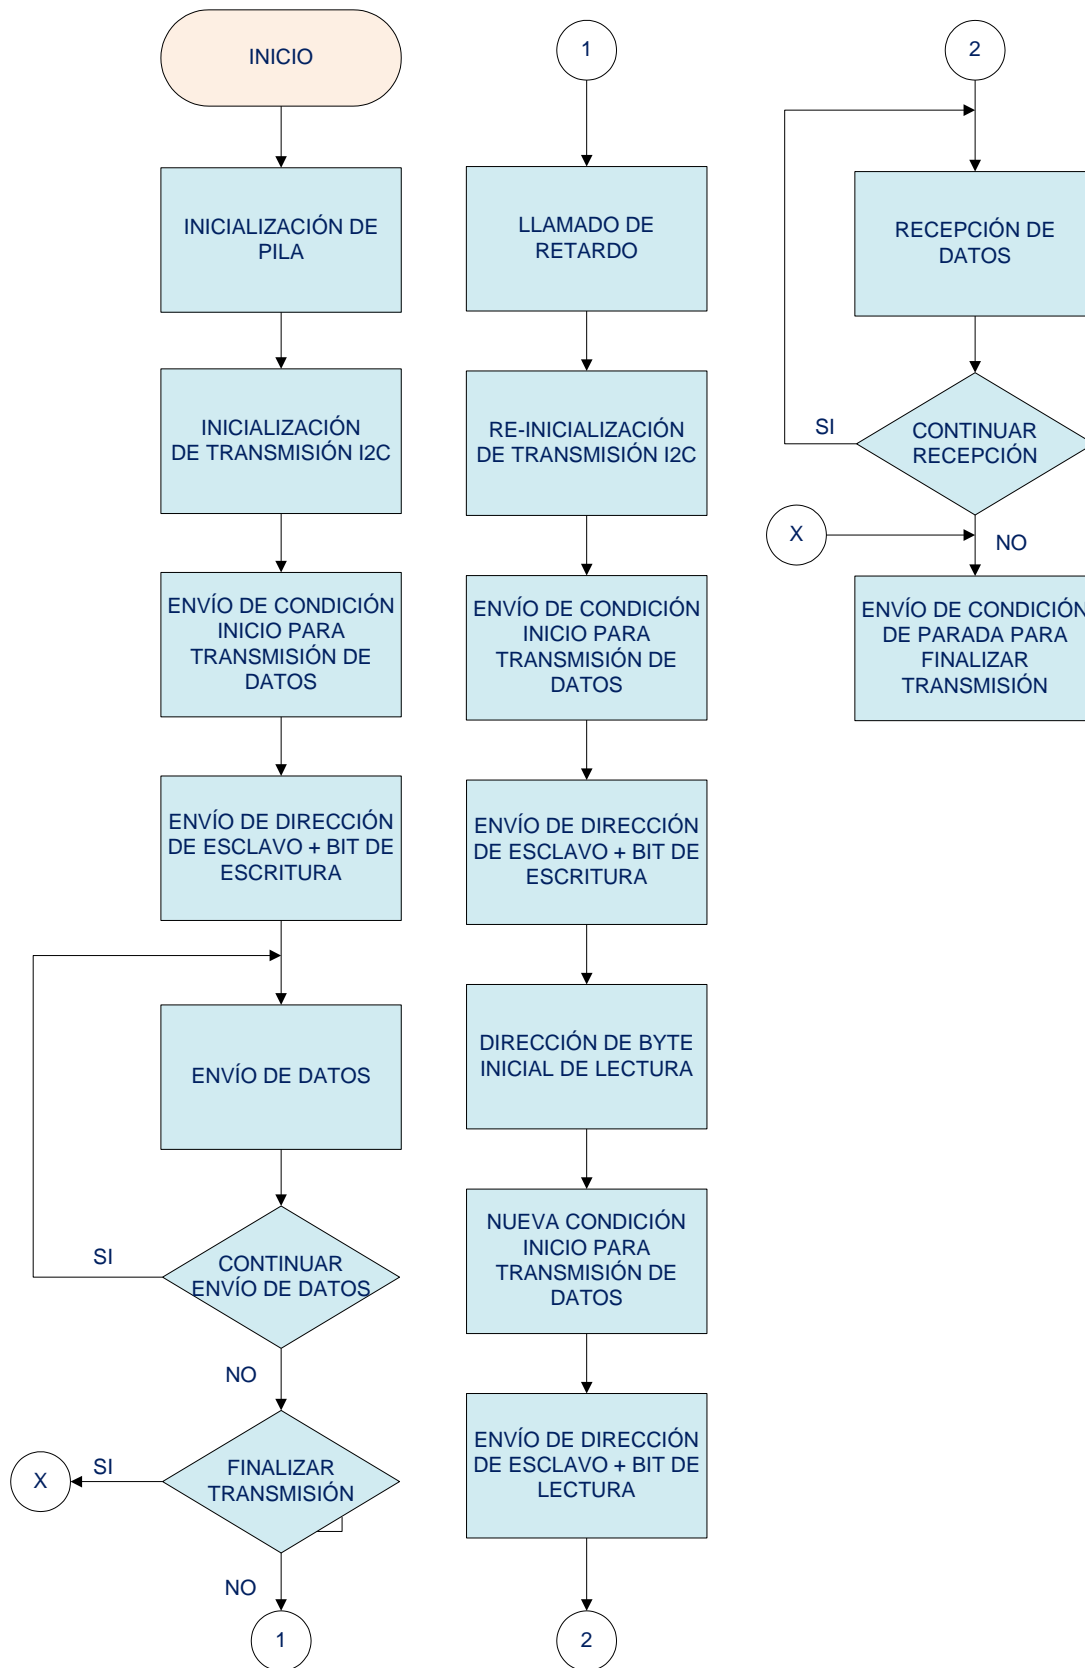 INICIO
INICIALIZACIÓN DE
PILA
INICIALIZACIÓN
DE TRANSMISIÓN I2C
ENVÍO DE CONDICIÓN
INICIO PARA
TRANSMISIÓN DE
DATOS
ENVÍO DE DIRECCIÓN
DE ESCLAVO + BIT DE
ESCRITURA
ENVÍO DE DATOS
SI
CONTINUAR
ENVÍO DE DATOS
NO
X
SI
FINALIZAR
TRANSMISIÓN
NO
1
1
LLAMADO DE
RETARDO
RE-INICIALIZACIÓN
DE TRANSMISIÓN I2C
ENVÍO DE CONDICIÓN
INICIO PARA
TRANSMISIÓN DE
DATOS
ENVÍO DE DIRECCIÓN
DE ESCLAVO + BIT DE
ESCRITURA
DIRECCIÓN DE BYTE
INICIAL DE LECTURA
NUEVA CONDICIÓN
INICIO PARA
TRANSMISIÓN DE
DATOS
ENVÍO DE DIRECCIÓN
DE ESCLAVO + BIT DE
LECTURA
2
2
RECEPCIÓN DE
DATOS
SI
CONTINUAR
RECEPCIÓN
X
NO
ENVÍO DE CONDICIÓN
DE PARADA PARA
FINALIZAR
TRANSMISIÓN